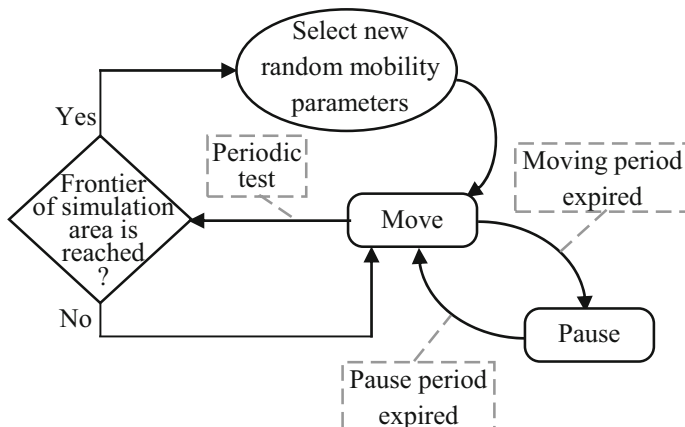 Select new
random mobility
parameters
Yes
Periodic
test
Moving period
expired
Frontier
of simulation
area is
reached
?
Move
No
Pause
Pause period
expired